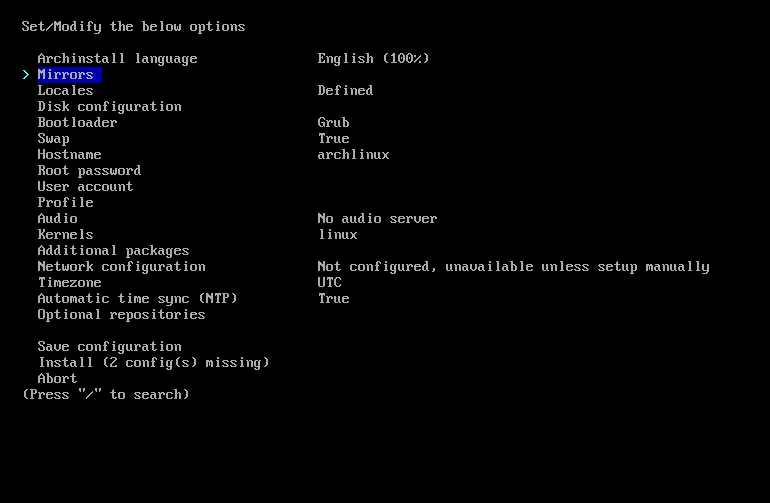 Set/Modify the below options
Archinstall language English (100%)
> Mirrors
Locales Defined
Disk configuration
Bootloader Grub
Swap True
Hostname archlinux
Root password
User account
Profile
Audio No audio server
Kernels linux
Additional packages
Network configuration Not configured, unavailable unless setup manually
Timezone UTC
Automatic time sync (NTP) True
Optional repositories
Save configuration
Install (2 config(s) missing)
Abort
(Press "/" to search)